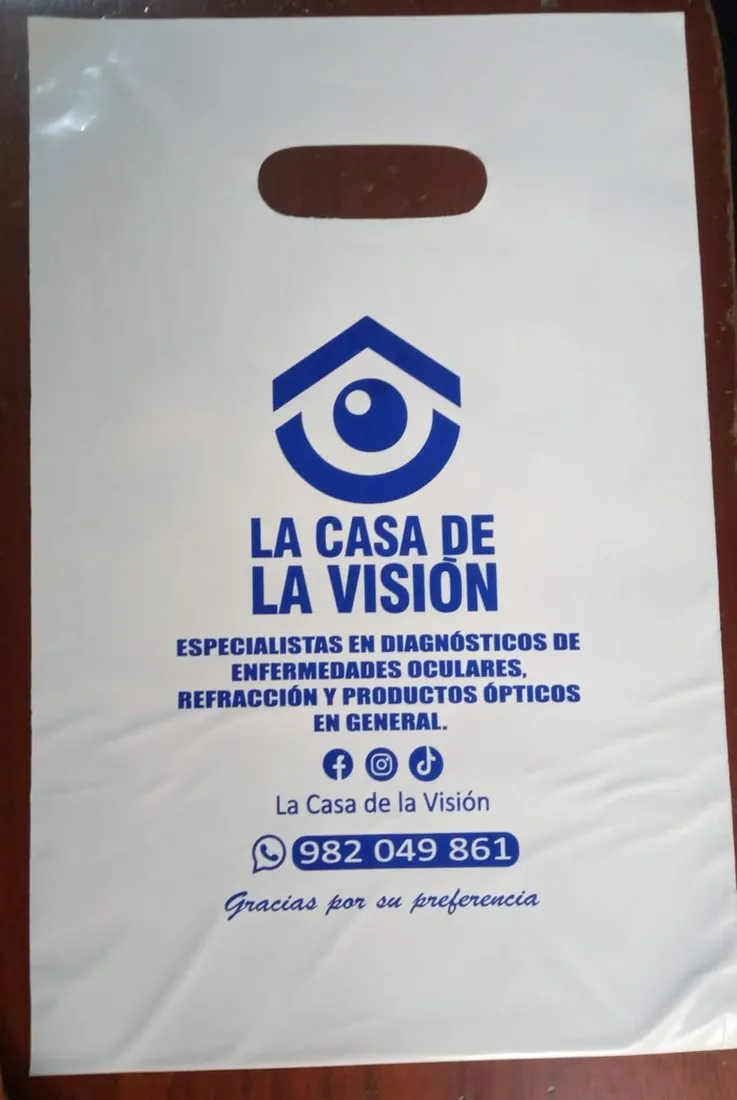 LA CASA DE
LA VISIÓN
ESPECIALISTAS EN DIAGNÓSTICOS DE
ENFERMEDADES OCULARES,
REFRACCIÓN Y PRODUCTOS ÓPTICOS
EN GENERAL.
La Casa de la Visión
982 049 861
Gracias por su preferencia